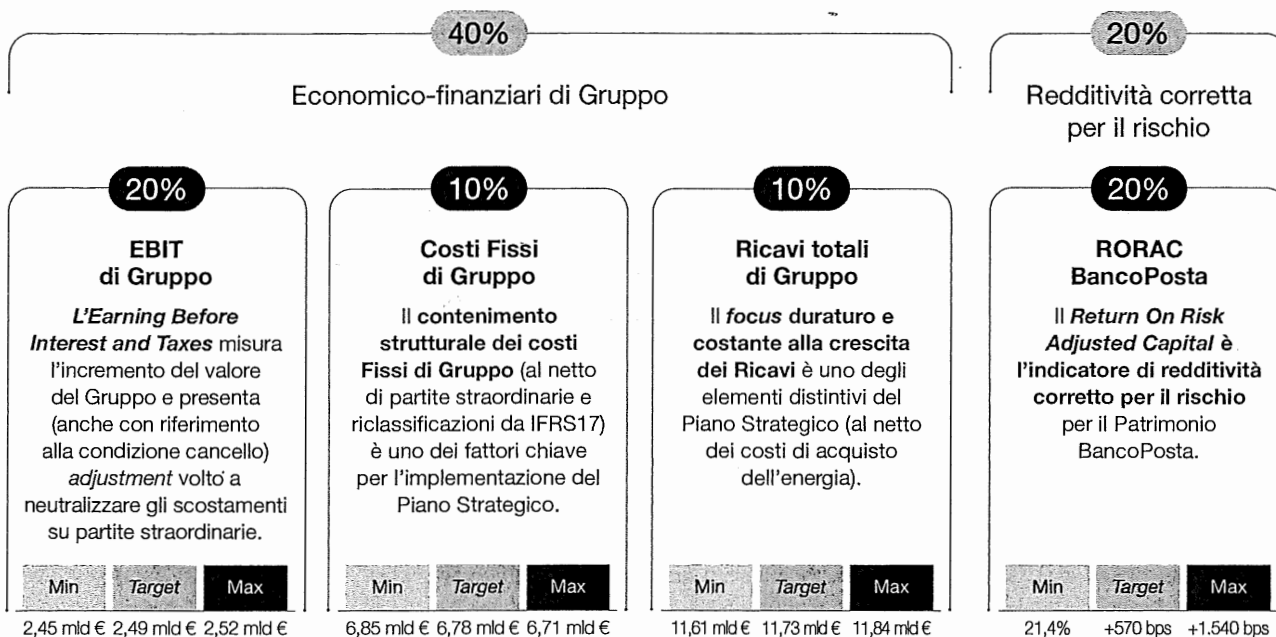 40%
Economico-finanziari di Gruppo
20%
Redditività corretta
per il rischio
20%
EBIT
di Gruppo
L'Earning Before
Interest and Taxes misura
l'incremento del valore
del Gruppo e presenta
(anche con riferimento
alla condizione cancello)
adjustment volto a
neutralizzare gli scostamenti
su partite straordinarie.
Min Target Max
2,45 mld € 2,49 mld € 2,52 mld €
10%
Costi Fissi
di Gruppo
Il contenimento
strutturale dei costi
Fissi di Gruppo (al netto
di partite straordinarie e
riclassificazioni da IFRS17)
è uno dei fattori chiave
per l'implementazione del
Piano Strategico.
Min Target Max
6,85 mld € 6,78 mld € 6,71 mld €
10%
Ricavi totali
di Gruppo
Il focus duraturo e
costante alla crescita
dei Ricavi è uno degli
elementi distintivi del
Piano Strategico (al netto
dei costi di acquisto
dell'energia).
Min Target Max
11,61 mld € 11,73 mld € 11,84 mld €
20%
RORAC
BancoPosta
Il Return On Risk
Adjusted Capital è
l'indicatore di redditività
corretto per il rischio
per il Patrimonio
BancoPosta.
Min Target Max
21.4% +570 bps +1.540 bps